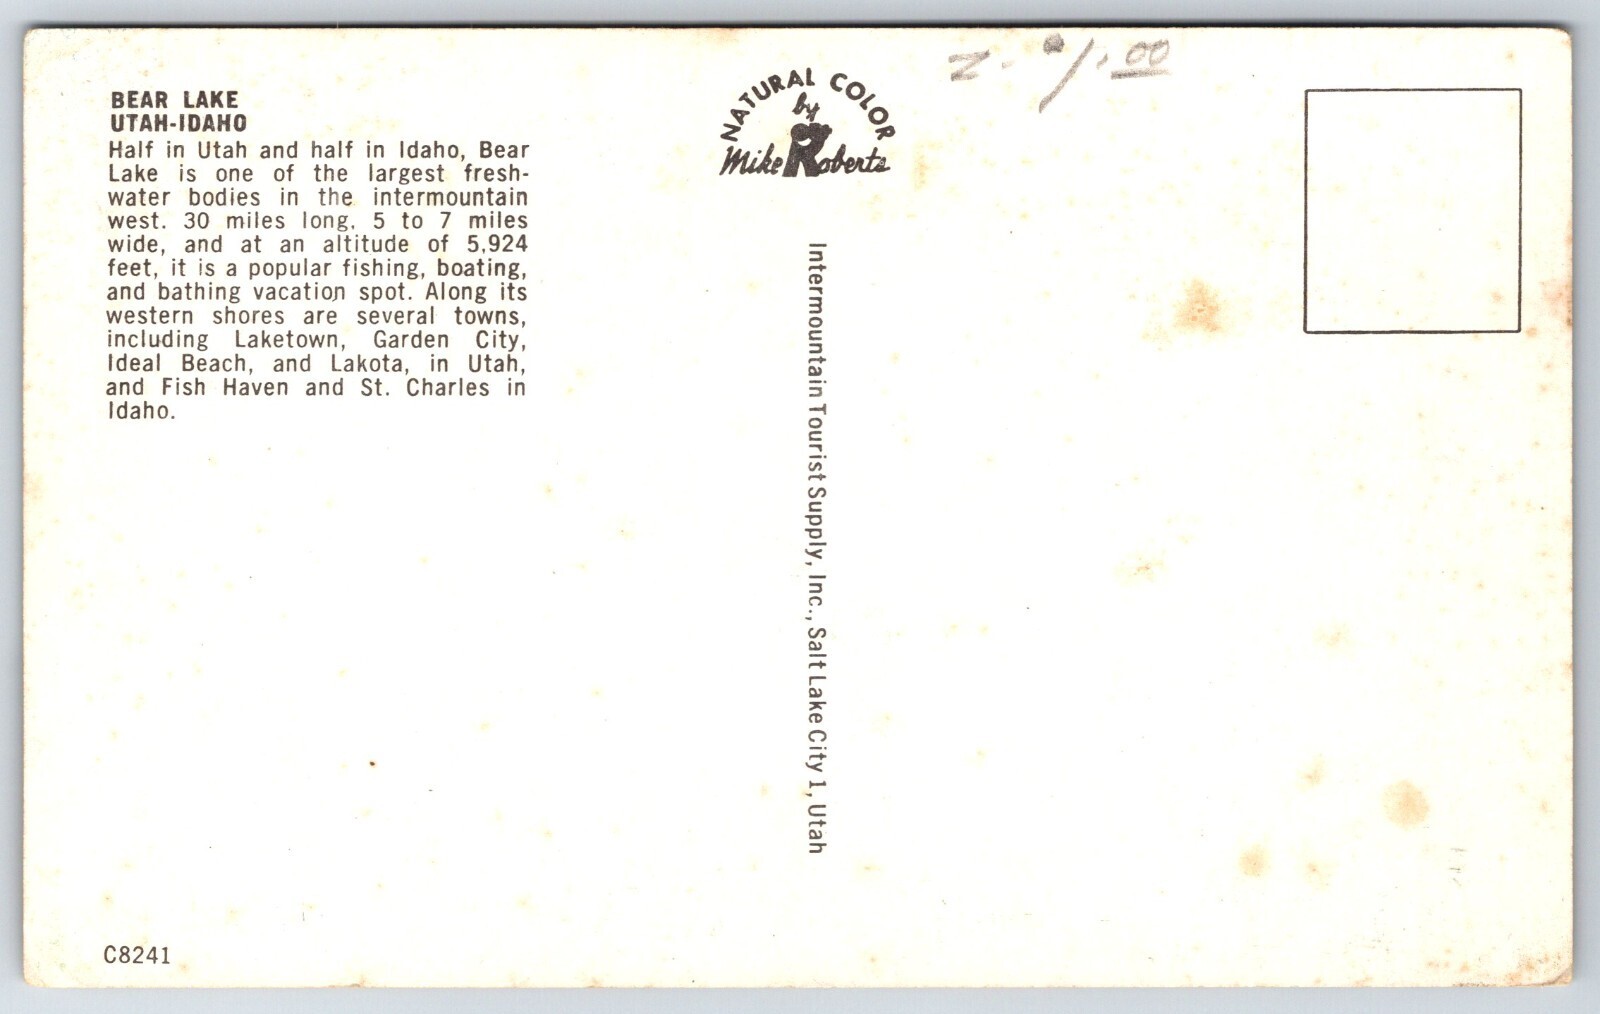 BEAR LAKE
UTAH-IDAHO
Half in Utah and half in Idaho, Bear
Lake is one of the largest fresh-
water bodies in the intermountain
west. 30 miles long, 5 to 7 miles
wide, and at an altitude of 5,924
feet, it is a popular fishing, boating,
and bathing vacation spot. Along its
western shores are several towns,
including Laketown, Garden City,
Ideal Beach, and Lakota, in Utah,
and Fish Haven and St. Charles in
Idaho.
C8241
NATURAL COLOR
by
Mike Roberts
Intermountain Tourist Supply, Inc., Salt Lake City 1, Utah
1.00